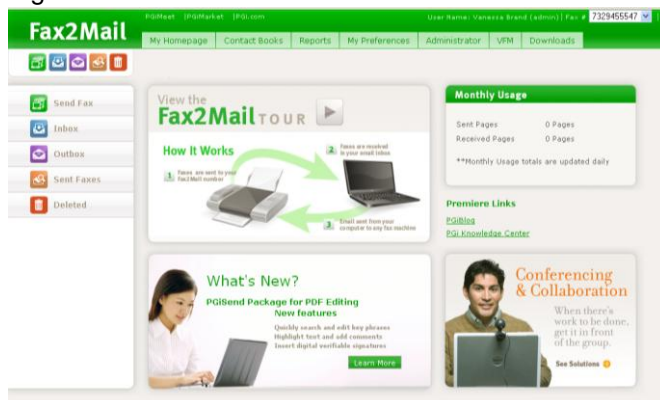 PGiMeet |PGiMarket |PGi.com
User Name: Vanessa Brand (admin)| Fax # 7329455547
Fax2Mail
My Homepage Contact Books Reports My Preferences Administrator VFM Downloads
Send Fax
Inbox
Outbox
Sent Faxes
Deleted
View the
Fax2Mail TOUR
How It Works
1 Faxes are sent to your
Fax2Mail number
2 Faxes are received
in your email inbox
3 Email sent from your
computer to any fax machine
Monthly Usage
Sent Pages 0 Pages
Received Pages 0 Pages
**Monthly Usage totals are updated daily
Premiere Links
PGiBlog
PGi Knowledge Center
What's New?
PGiSend Package for PDF Editing
New features
Quickly search and edit key phrases
Highlight text and add comments
Insert digital verifiable signatures
Learn More
Conferencing
& Collaboration
When there's
work to be done,
get it in front
of the group.
See Solutions